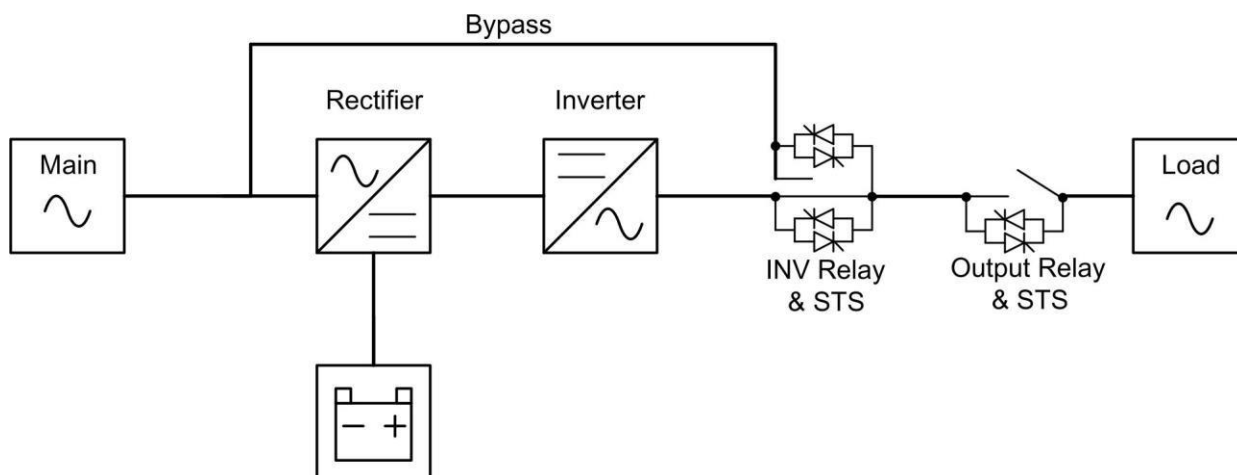 Bypass
Rectifier
Inverter
Main
Load
INV Relay
& STS
Output Relay
& STS